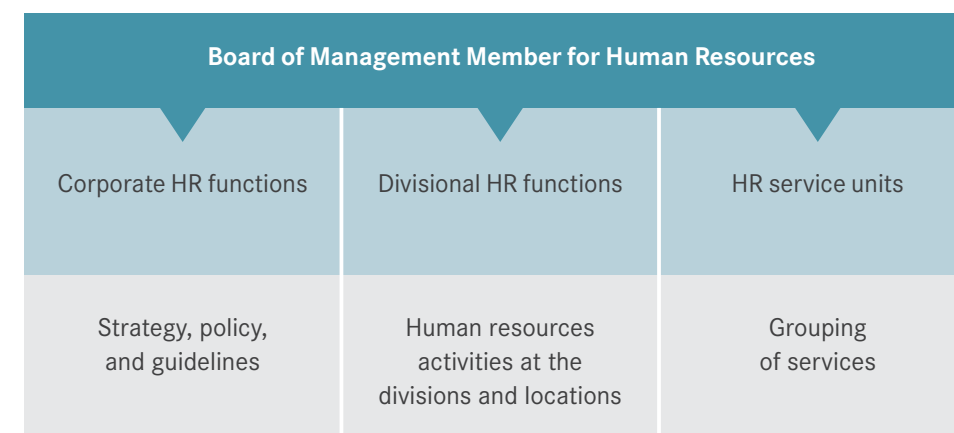 Board of Management Member for Human Resources
Corporate HR functions
Divisional HR functions
HR service units
Strategy, policy,
and guidelines
Human resources
activities at the
divisions and locations
Grouping
of services